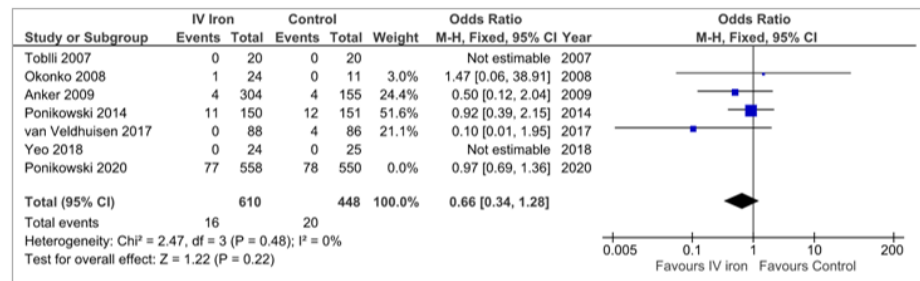 IV Iron Control Odds Ratio Odds Ratio
Study or Subgroup Events Total Events Total Weight M-H, Fixed, 95% CI Year M-H, Fixed, 95% CI
Toblli 2007 0 20 0 20 Not estimable 2007
Okonko 2008 1 24 0 11 3.0% 1.47 [0.06, 38.91] 2008
Anker 2009 4 304 4 155 24.4% 0.50 [0.12, 2.04] 2009
Ponikowski 2014 11 150 12 151 51.6% 0.92 [0.39, 2.15] 2014
van Veldhuisen 2017 0 88 4 86 21.1% 0.10 [0.01, 1.95] 2017
Yeo 2018 0 24 0 25 Not estimable 2018
Ponikowski 2020 77 558 78 550 0.0% 0.97 [0.69, 1.36] 2020
Total (95% CI) 610 448 100.0% 0.66 [0.34, 1.28]
Total events 16 20
Heterogeneity: Chi² = 2.47, df = 3 (P = 0.48); I² = 0%
Test for overall effect: Z = 1.22 (P = 0.22)
0.005 0.1 1 10 200
Favours IV iron Favours Control